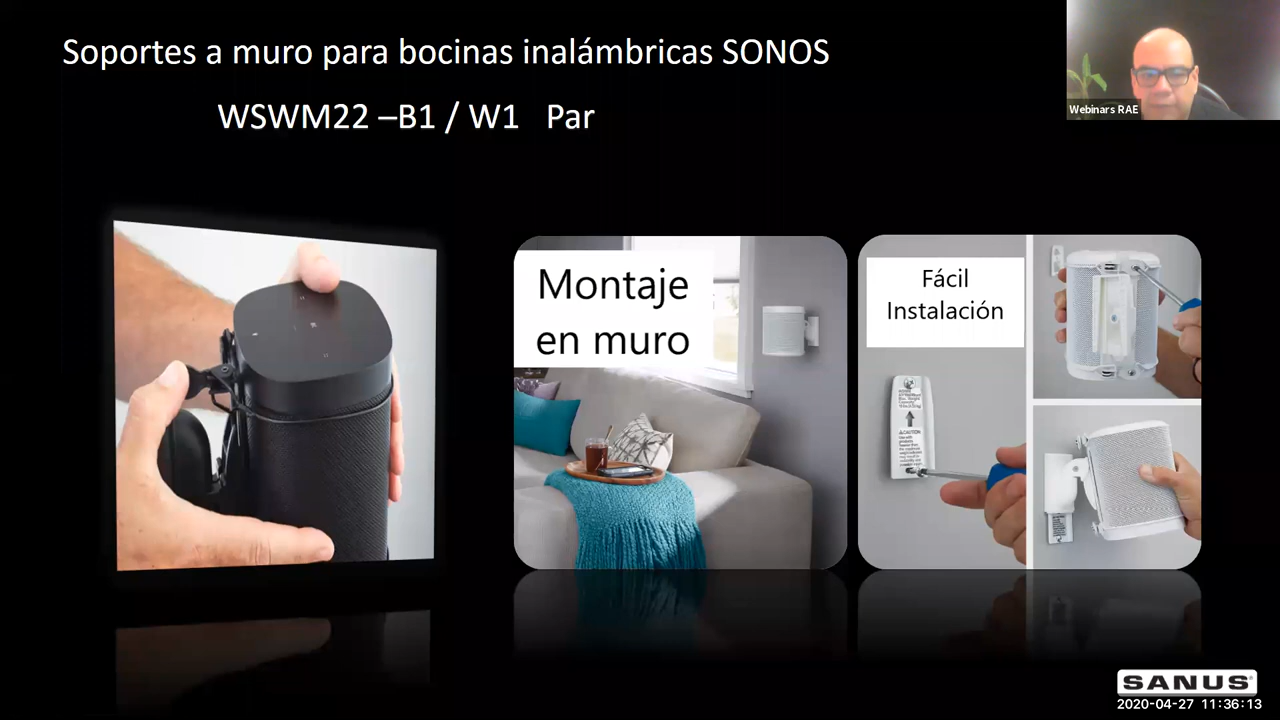 Soportes a muro para bocinas inalámbricas SONOS
WSWM22 –B1 / W1 Par
Webinars RAE
Montaje
en muro
Fácil
Instalación
CAUTION
SANUS
2020-04-27 11:36:13